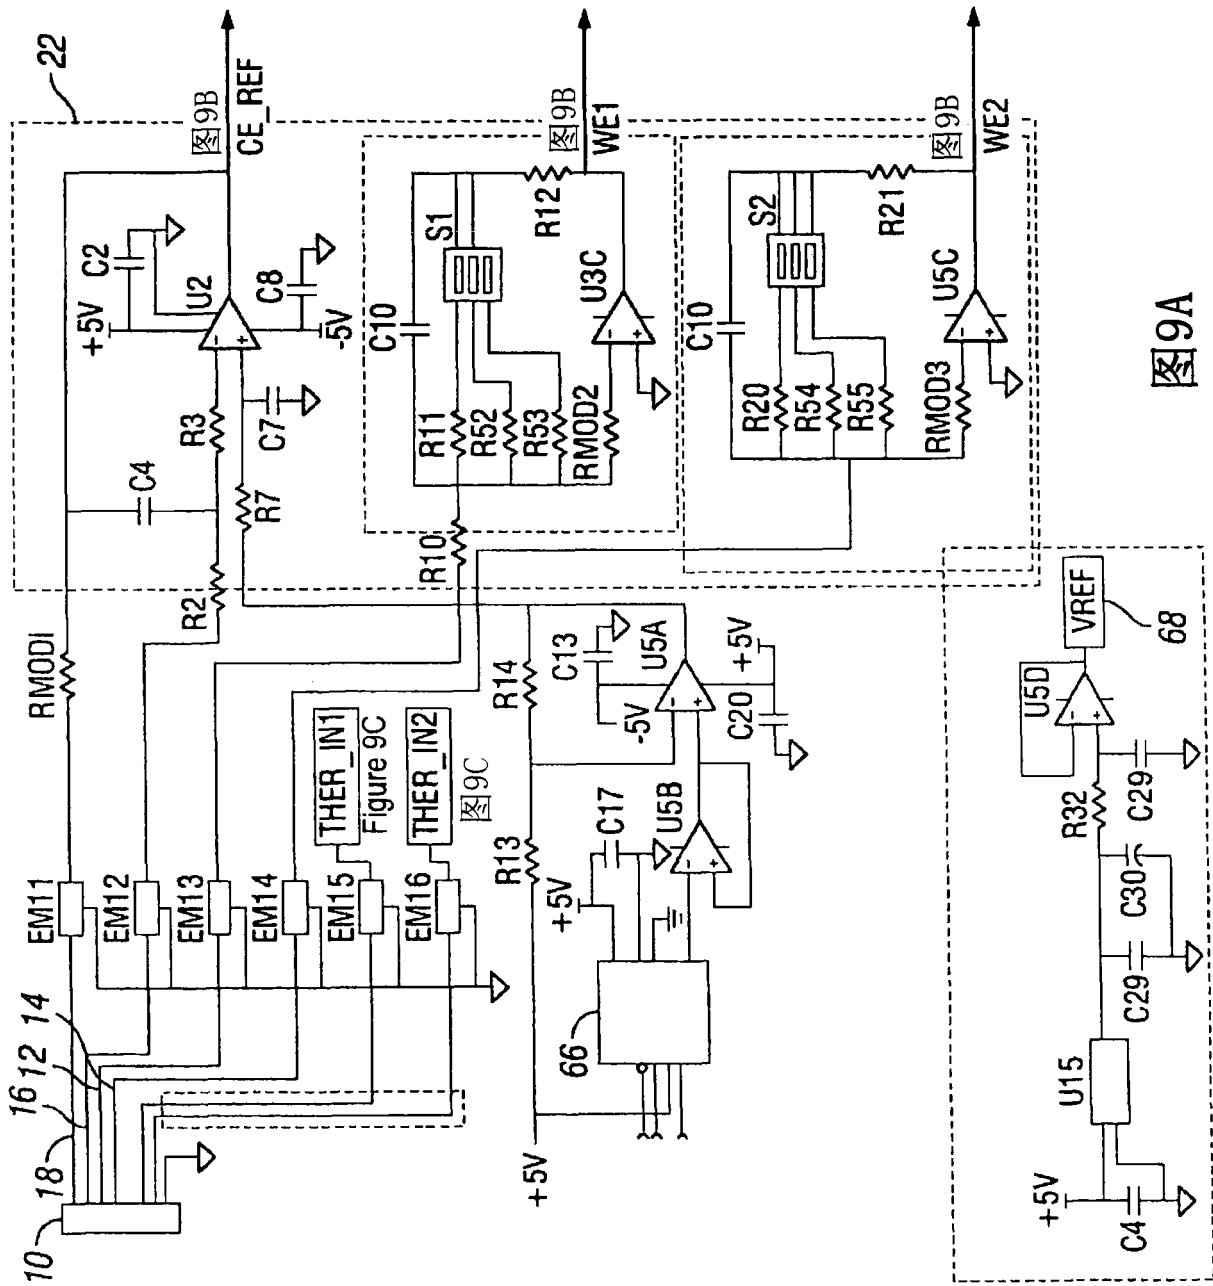 22
图9B
CE_REF
+5V
C2
U2
C8
-5V
RMODI
C4
R3
C7
R7
R2
图9B
WE1
C10
S1
R12
R11
R52
R53
RMOD2
U3C
R10
图9B
WE2
C10
S2
R21
R20
R54
R55
RMOD3
U5C
10
18
16
12
14
EM11
EM12
EM13
EM14
EM15
EM16
THER_IN1
Figure 9C
THER_IN2
图9C
R14
R13
+5V
C13
-5V
U5A
+5V
C20
C17
+5V
U5B
66
VREF
68
U5D
R32
C29
C30
C29
U15
+5V
C4
图9A